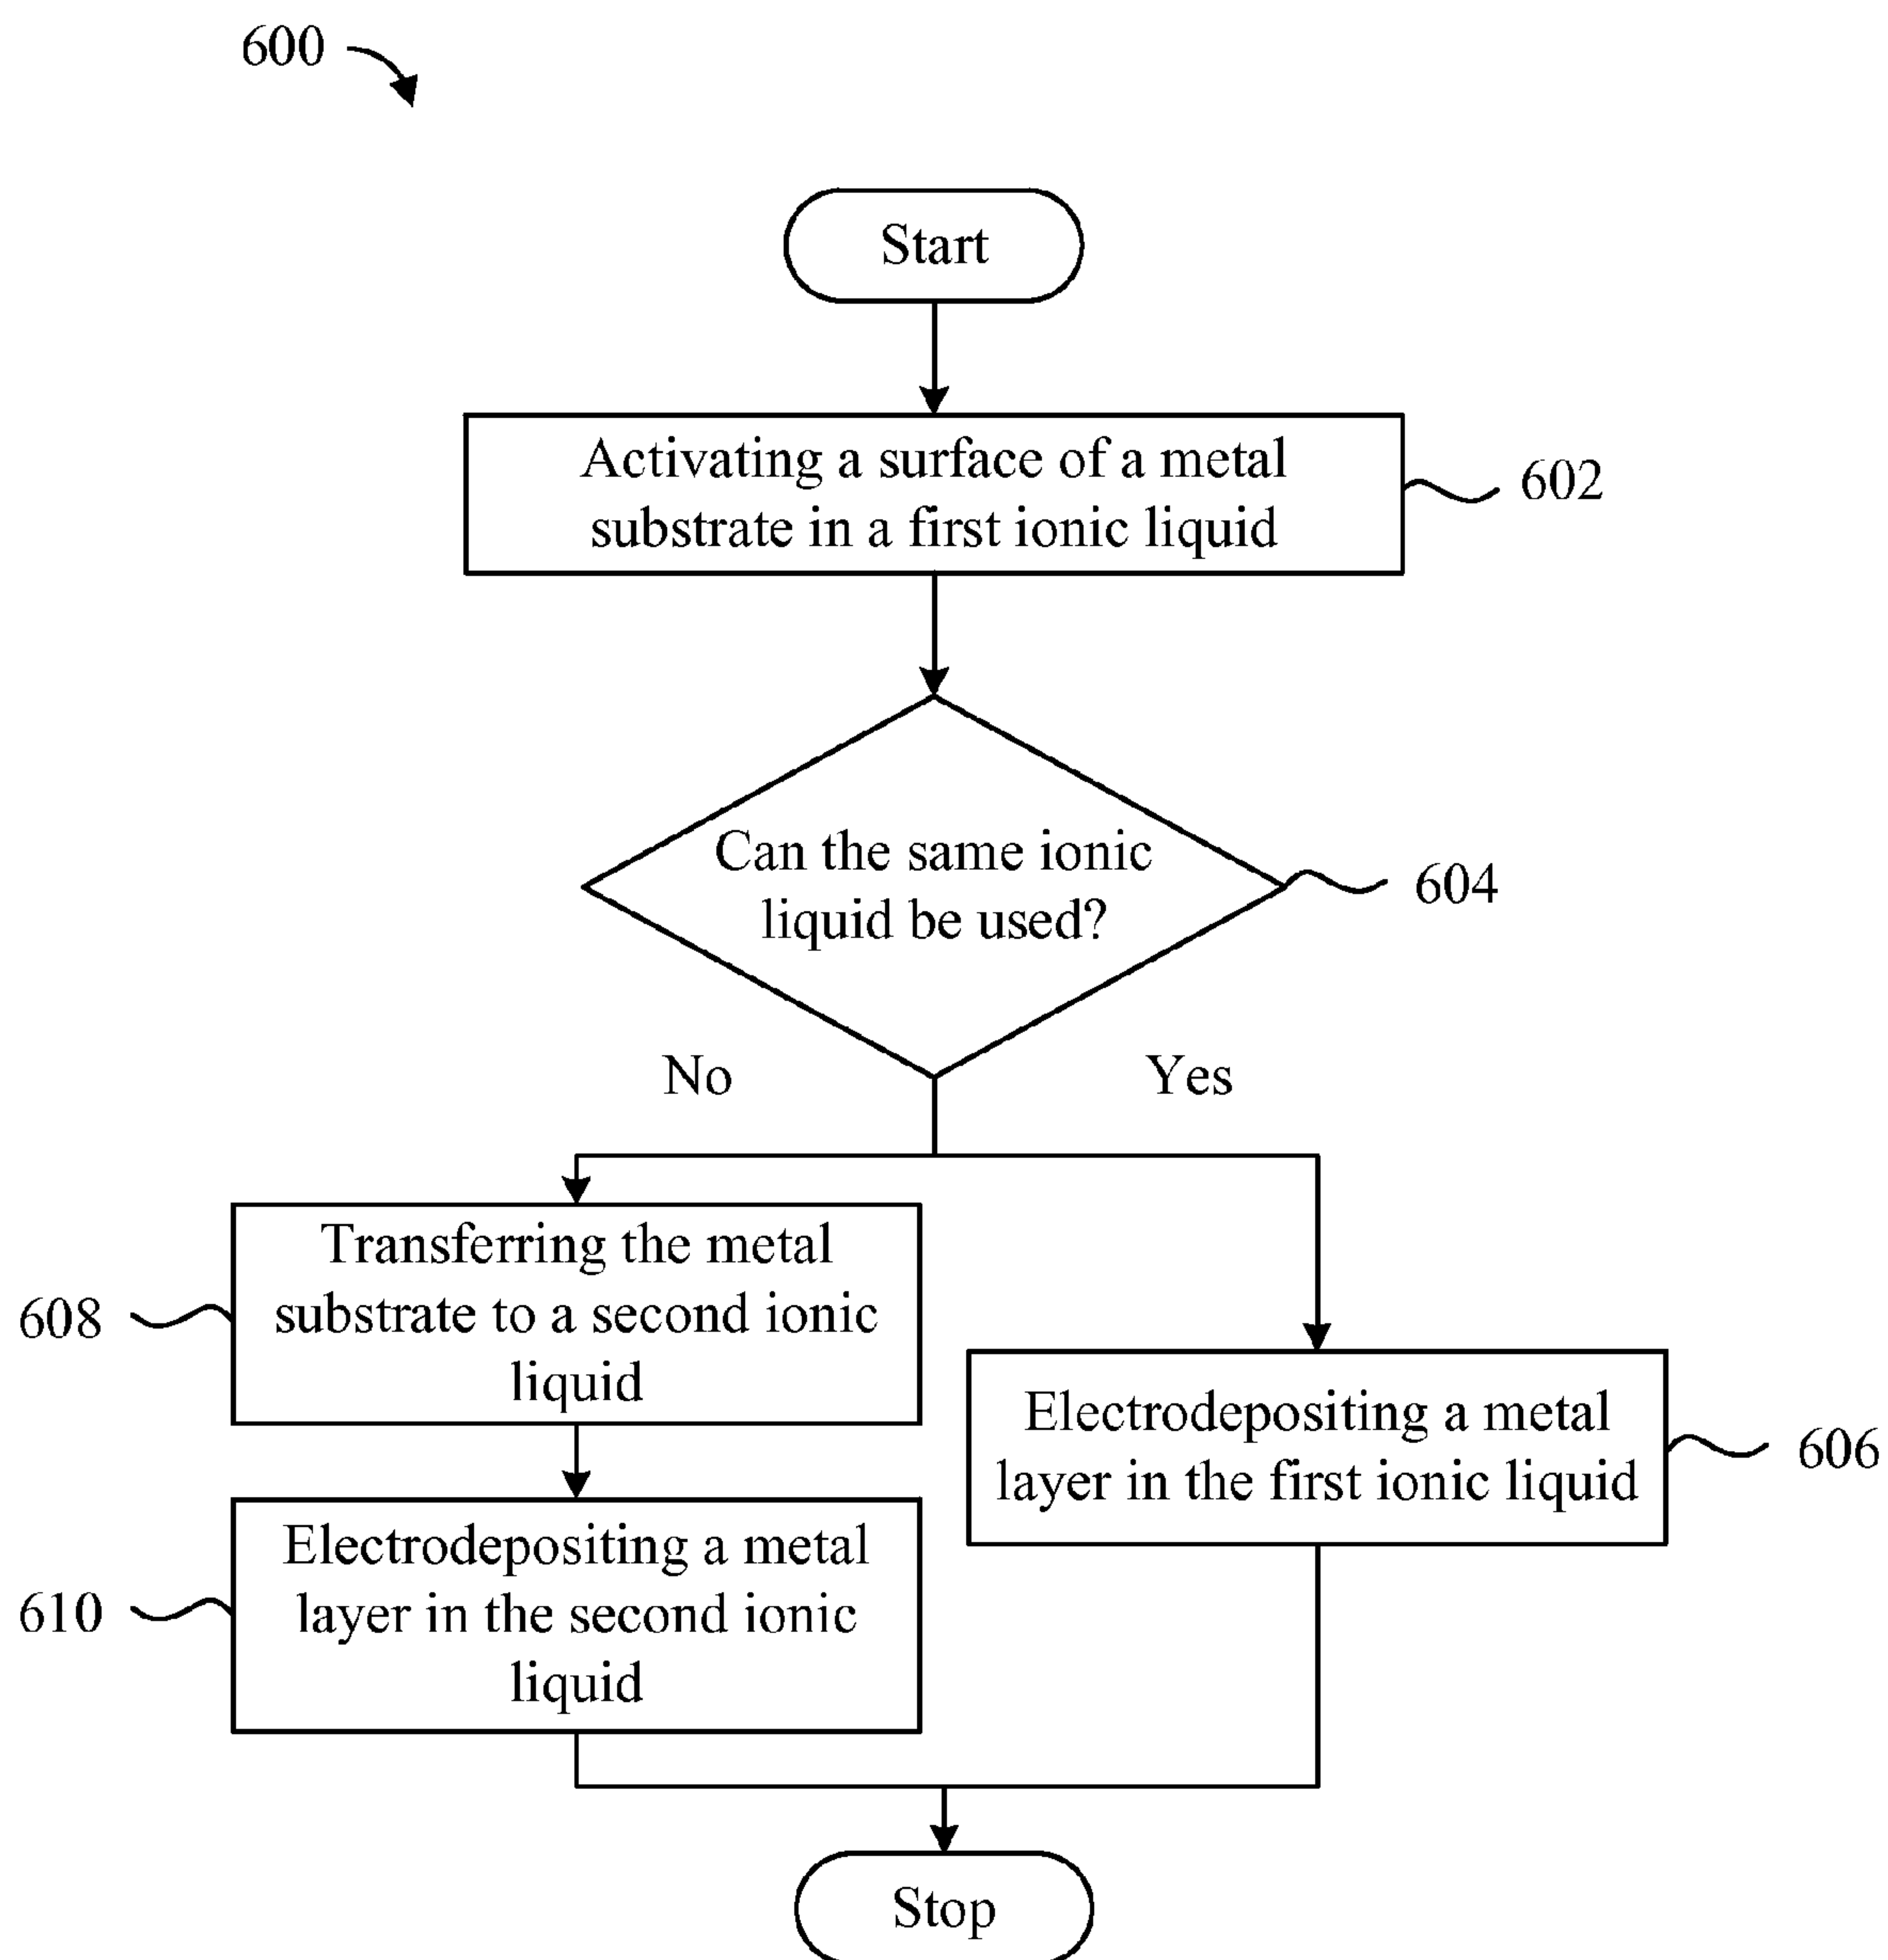 600
Start
Activating a surface of a metal
substrate in a first ionic liquid
602
Can the same ionic
liquid be used?
604
No
Yes
Transferring the metal
substrate to a second ionic
liquid
608
Electrodepositing a metal
layer in the first ionic liquid
606
Electrodepositing a metal
layer in the second ionic
liquid
610
Stop